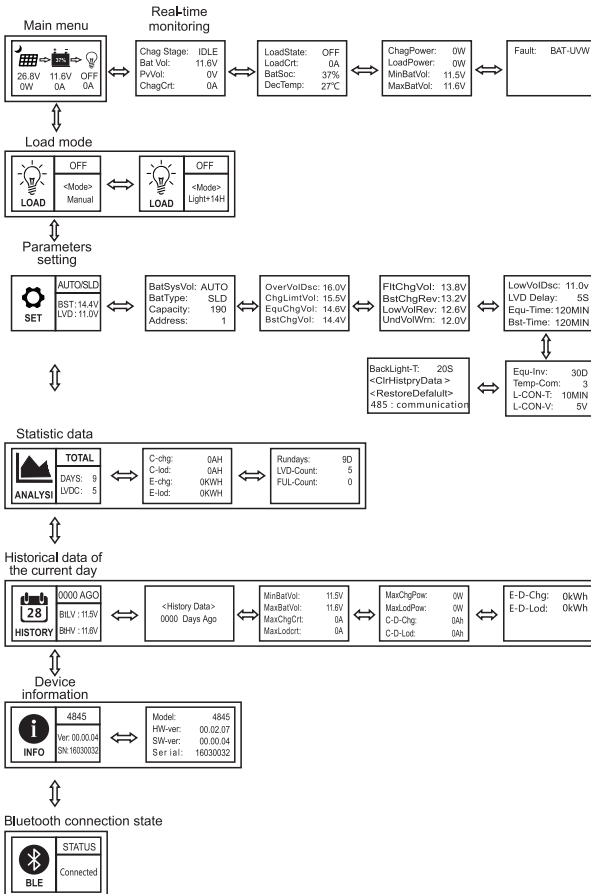 Main menu
Real-time
monitoring
37%
26.8V 11.6V OFF
0W 0A 0A
Chag Stage: IDLE
Bat Vol: 11.6V
PvVol: 0V
ChagCrt: 0A
LoadState: OFF
LoadCrt: 0A
BatSoc: 37%
DecTemp: 27℃
ChagPower: 0W
LoadPower: 0W
MinBatVol: 11.5V
MaxBatVol: 11.6V
Fault: BAT-UVW
Load mode
LOAD
OFF
<Mode>
Manual
LOAD
OFF
<Mode>
Light+14H
Parameters
setting
SET
AUTO/SLD
BST: 14.4V
LVD: 11.0V
BatSysVol: AUTO
BatType: SLD
Capacity: 190
Address: 1
OverVolDsc: 16.0V
ChgLimtVol: 15.5V
EquChgVol: 14.6V
BstChgVol: 14.4V
FltChgVol: 13.8V
BstChgRev: 13.2V
LowVolRev: 12.6V
UndVolWrn: 12.0V
LowVolDsc: 11.0v
LVD Delay: 5S
Equ-Time: 120MIN
Bst-Time: 120MIN
BackLight-T: 20S
<ClrHistpryData >
<RestoreDefalult>
485 : communication
Equ-Inv: 30D
Temp-Com: 3
L-CON-T: 10MIN
L-CON-V: 5V
Statistic data
ANALYSI
TOTAL
DAYS: 9
LVDC: 5
C-chg: 0AH
C-lod: 0AH
E-chg: 0KWH
E-lod: 0KWH
Rundays: 9D
LVD-Count: 5
FUL-Count: 0
Historical data of
the current day
28
HISTORY
0000 AGO
BtLV : 11.5V
BtHV : 11.6V
<History Data>
0000 Days Ago
MinBatVol: 11.5V
MaxBatVol: 11.6V
MaxChgCrt: 0A
MaxLodcrt: 0A
MaxChgPow: 0W
MaxLodPow: 0W
C-D-Chg: 0Ah
C-D-Lod: 0Ah
E-D-Chg: 0kWh
E-D-Lod: 0kWh
Device
information
INFO
4845
Ver: 00.00.04
SN: 16030032
Model: 4845
HW-ver: 00.02.07
SW-ver: 00.00.04
Serial: 16030032
Bluetooth connection state
BLE
STATUS
Connected